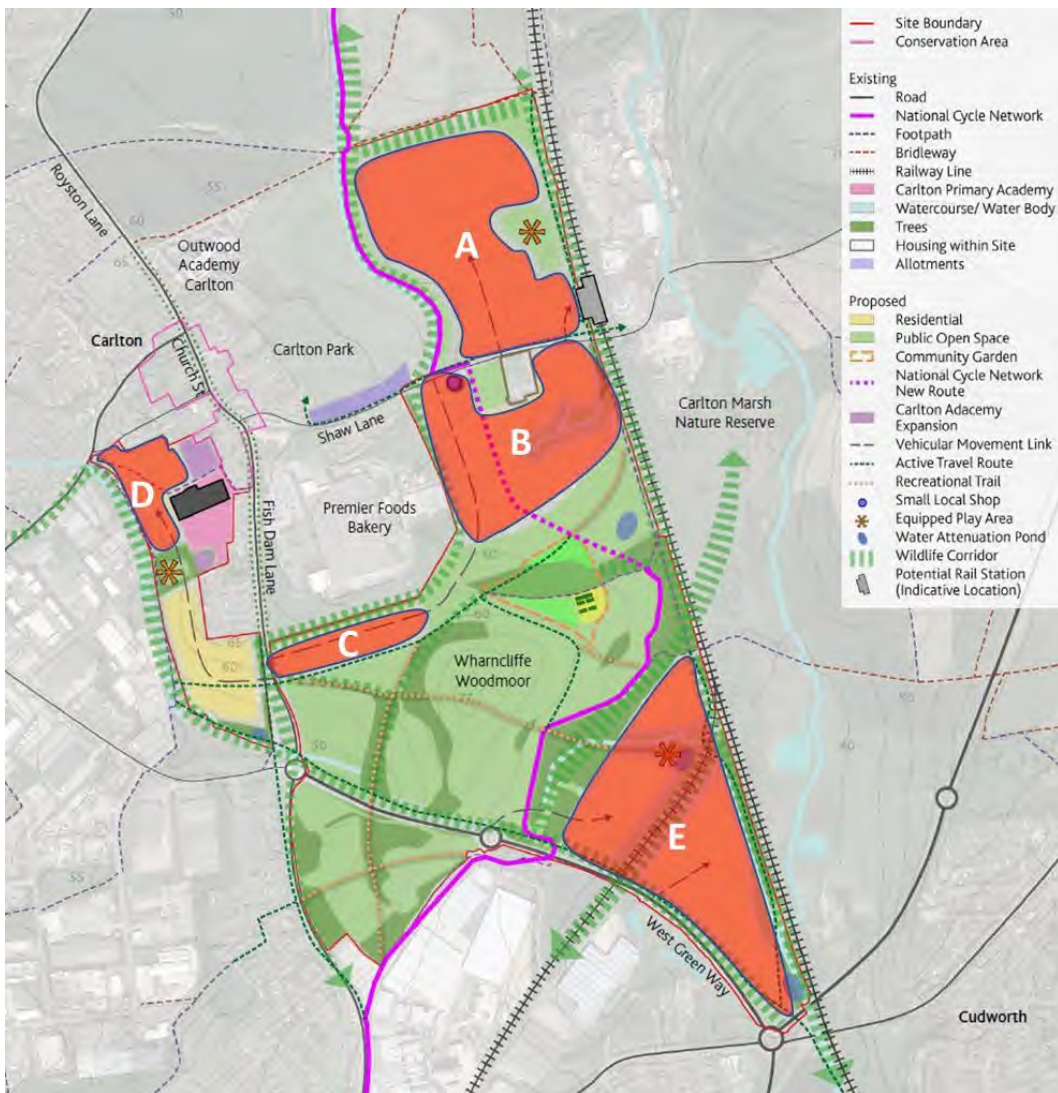 Site Boundary
Conservation Area
Existing
Road
National Cycle Network
Footpath
Bridleway
Railway Line
Carlton Primary Academy
Watercourse/ Water Body
Trees
Housing within Site
Allotments
Proposed
Residential
Public Open Space
Community Garden
National Cycle Network
New Route
Carlton Adacemy
Expansion
Vehicular Movement Link
Active Travel Route
Recreational Trail
Small Local Shop
Equipped Play Area
Water Attenuation Pond
Wildlife Corridor
Potential Rail Station
(Indicative Location)
50
55
Royston Lane
60
65
Outwood
Academy
Carlton
A
Carlton
Church St
Carlton Park
Shaw Lane
Carlton Marsh
Nature Reserve
B
D
Premier Foods
Bakery
Fish Dam Lane
60
60
C
65
60
Wharncliffe
Woodmoor
50
50
60
E
55
West Green Way
Cudworth